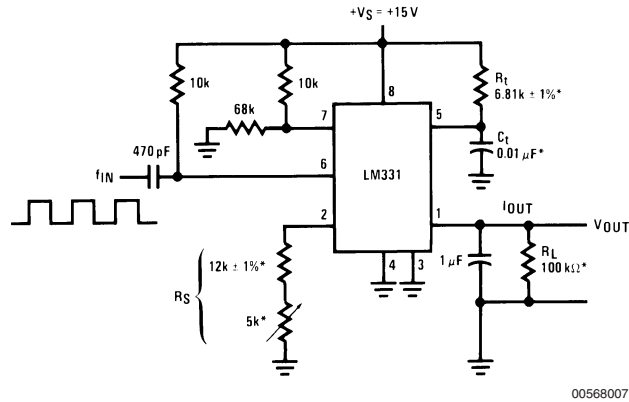 +VS = +15 V
10k
10k
Rt
6.81k ± 1%*
68k
7
8
5
Ct
0.01 μF*
470 pF
fIN
6
LM331
2
1
IOUT
VOUT
12k ± 1%*
RS
5k*
4
3
1 μF
RL
100 kΩ*
00568007